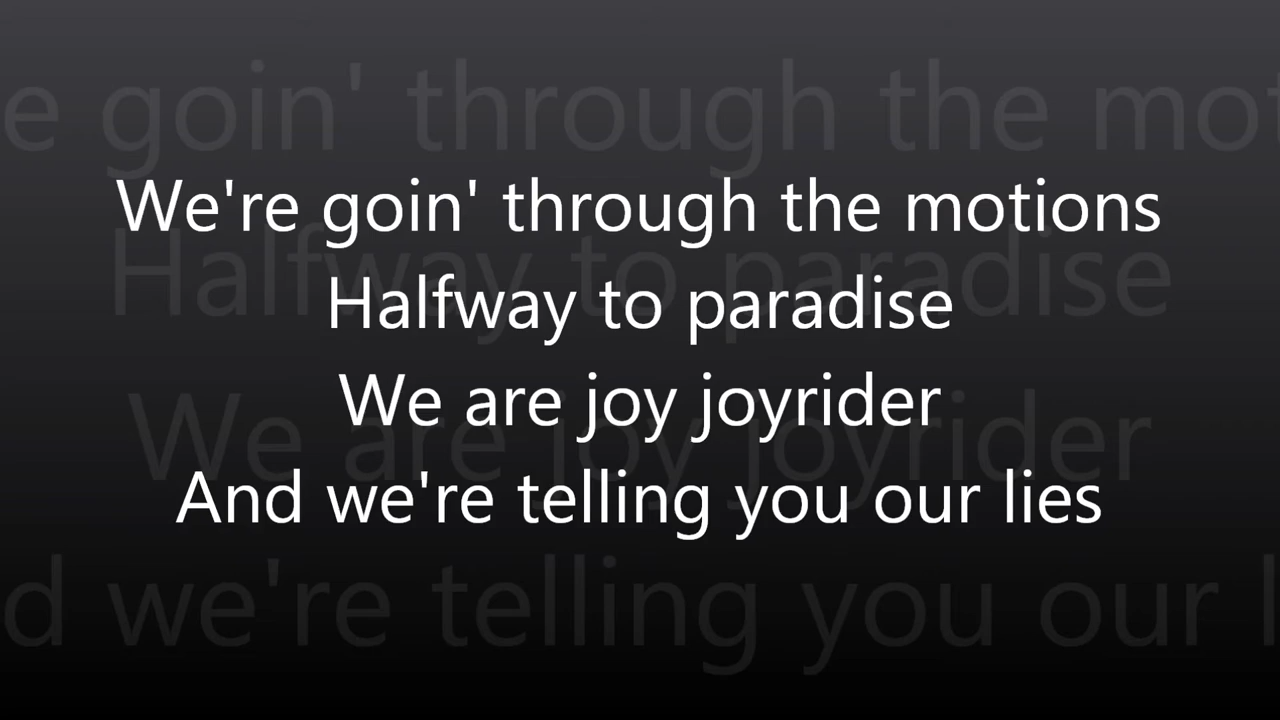 We're goin' through the motions
Halfway to paradise
We are joy joyrider
And we're telling you our lies